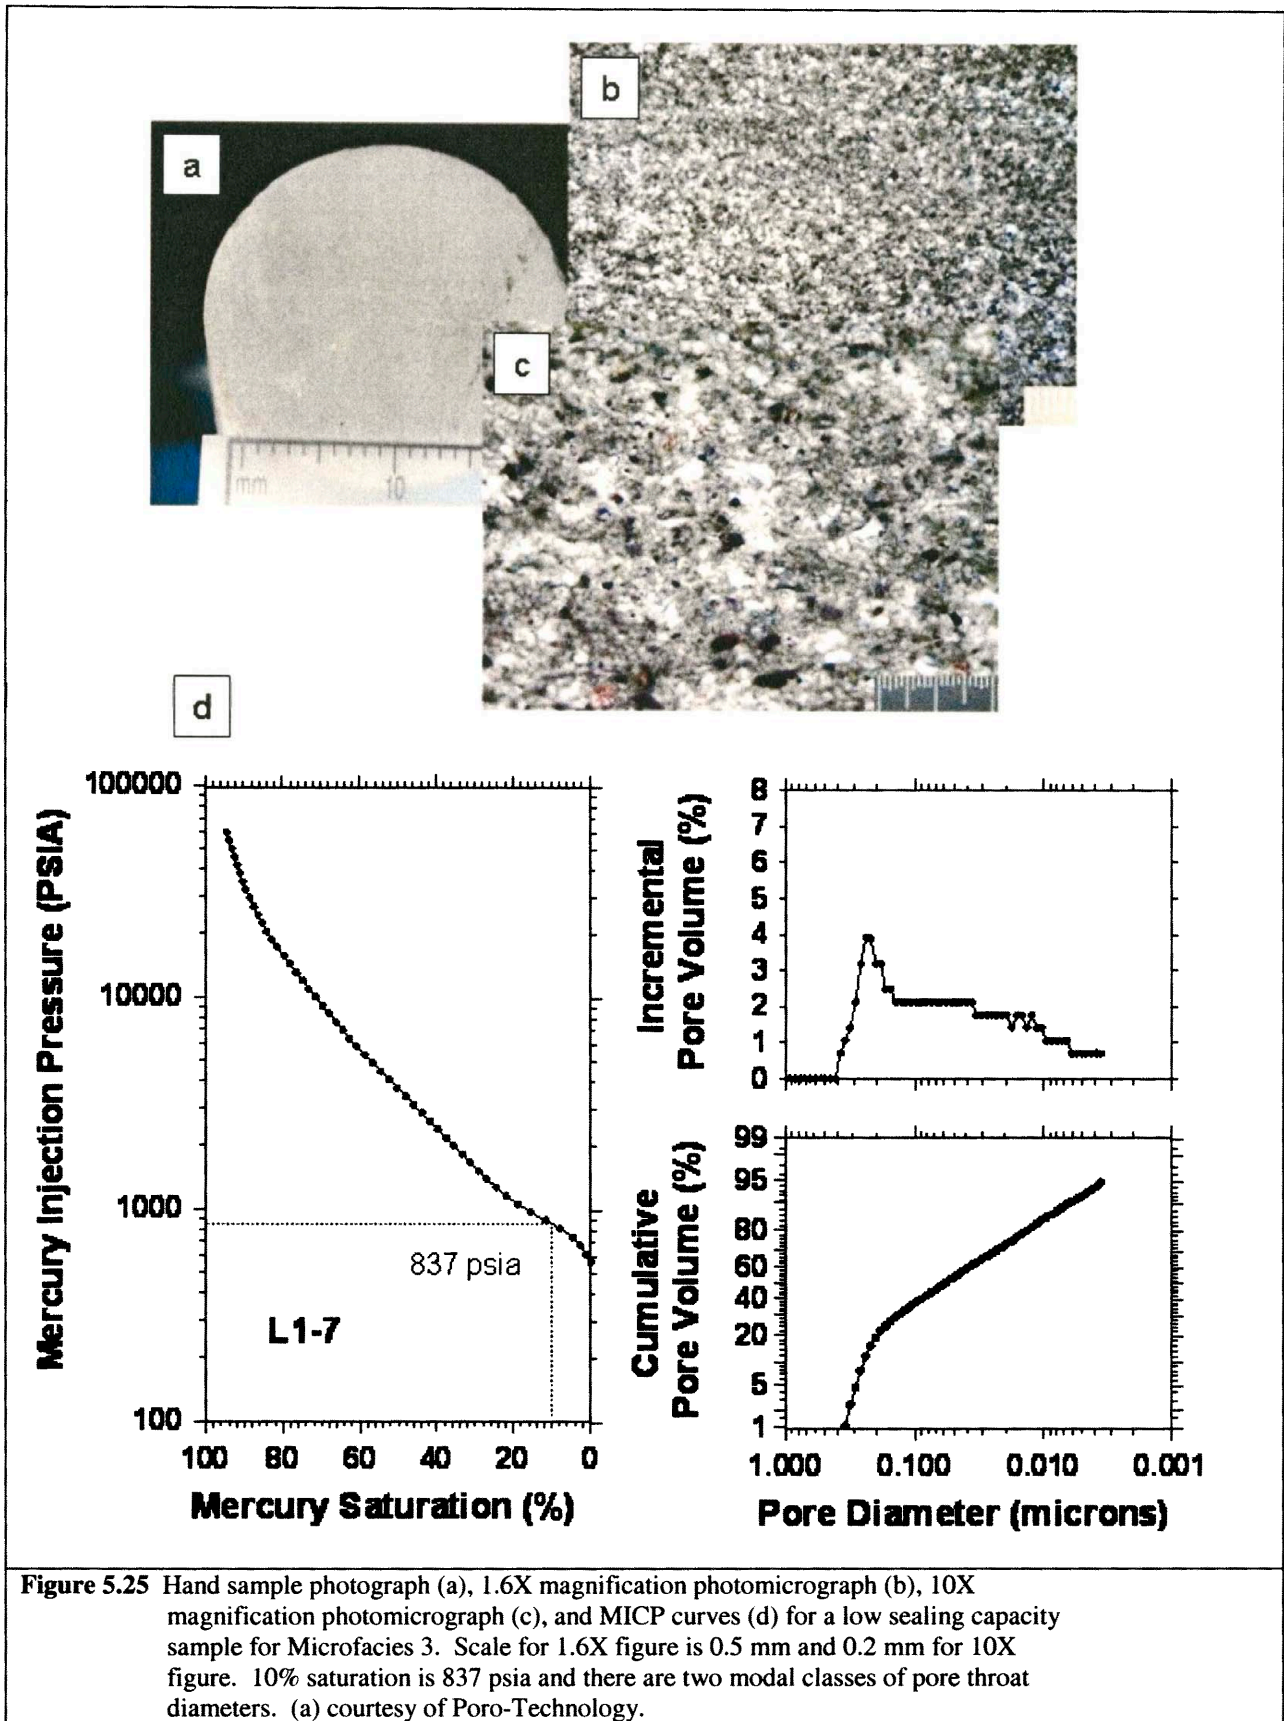 a
b
c
mm 10
d
100000
10000
1000
100
Mercury Injection Pressure (PSIA)
837 psia
L1-7
100 80 60 40 20 0
Mercury Saturation (%)
8
7
6
5
4
3
2
1
0
Incremental
Pore Volume (%)
99
95
80
60
40
20
5
1
Cumulative
Pore Volume (%)
1.000 0.100 0.010 0.001
Pore Diameter (microns)
Figure 5.25 Hand sample photograph (a), 1.6X magnification photomicrograph (b), 10X
magnification photomicrograph (c), and MICP curves (d) for a low sealing capacity
sample for Microfacies 3. Scale for 1.6X figure is 0.5 mm and 0.2 mm for 10X
figure. 10% saturation is 837 psia and there are two modal classes of pore throat
diameters. (a) courtesy of Poro-Technology.